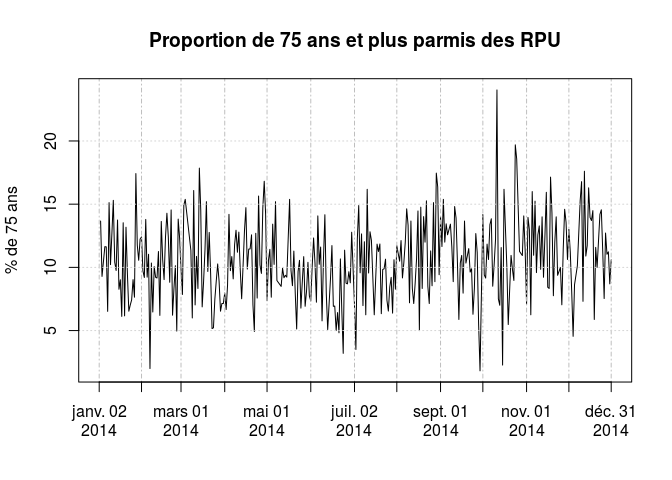 Proportion de 75 ans et plus parmis des RPU
% de 75 ans
20
15
10
5
janv. 02 mars 01 mai 01 juil. 02 sept. 01 nov. 01 déc. 31
2014 2014 2014 2014 2014 2014 2014